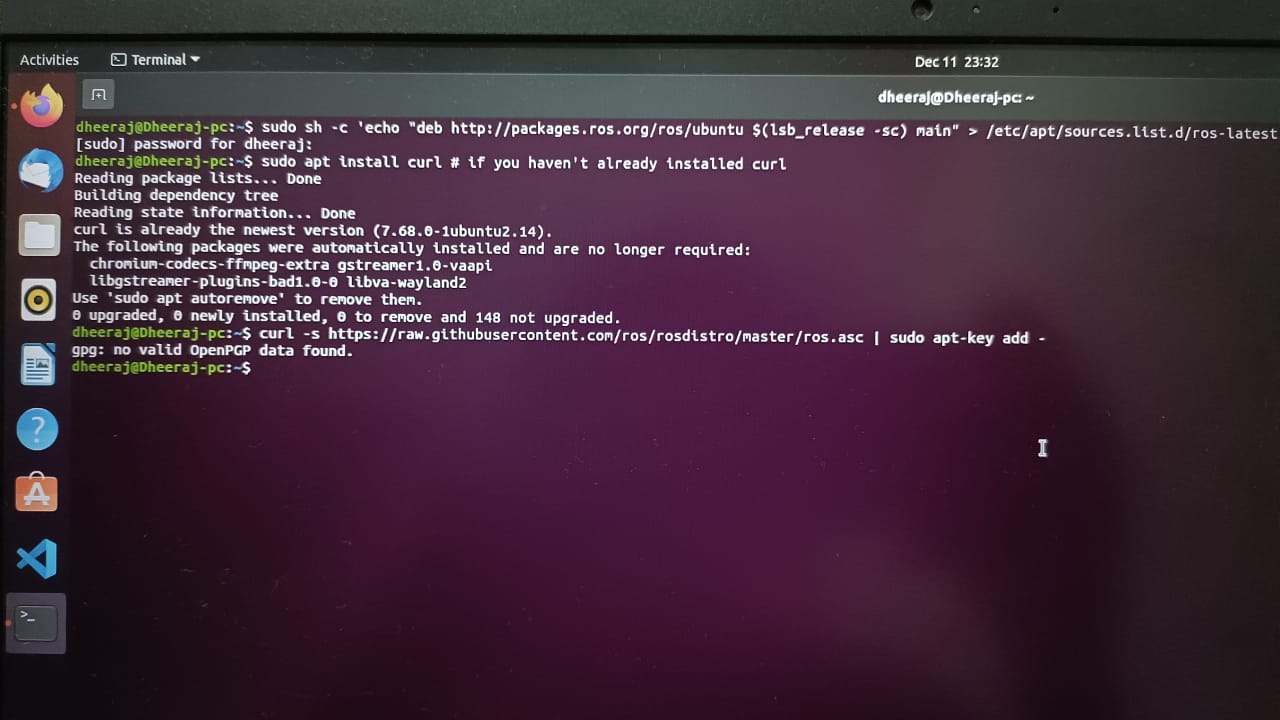 Activities
Terminal
Dec 11 23:32
dheeraj@Dheeraj-pc: ~
dheeraj@Dheeraj-pc:~$ sudo sh -c 'echo "deb http://packages.ros.org/ros/ubuntu $(lsb_release -sc) main" > /etc/apt/sources.list.d/ros-latest
[sudo] password for dheeraj:
dheeraj@Dheeraj-pc:~$ sudo apt install curl # if you haven't already installed curl
Reading package lists... Done
Building dependency tree
Reading state information... Done
curl is already the newest version (7.68.0-1ubuntu2.14).
The following packages were automatically installed and are no longer required:
chromium-codecs-ffmpeg-extra gstreamer1.0-vaapi
libgstreamer-plugins-bad1.0-0 libva-wayland2
Use 'sudo apt autoremove' to remove them.
0 upgraded, 0 newly installed, 0 to remove and 148 not upgraded.
dheeraj@Dheeraj-pc:~$ curl -s https://raw.githubusercontent.com/ros/rosdistro/master/ros.asc | sudo apt-key add -
gpg: no valid OpenPGP data found.
dheeraj@Dheeraj-pc:~$